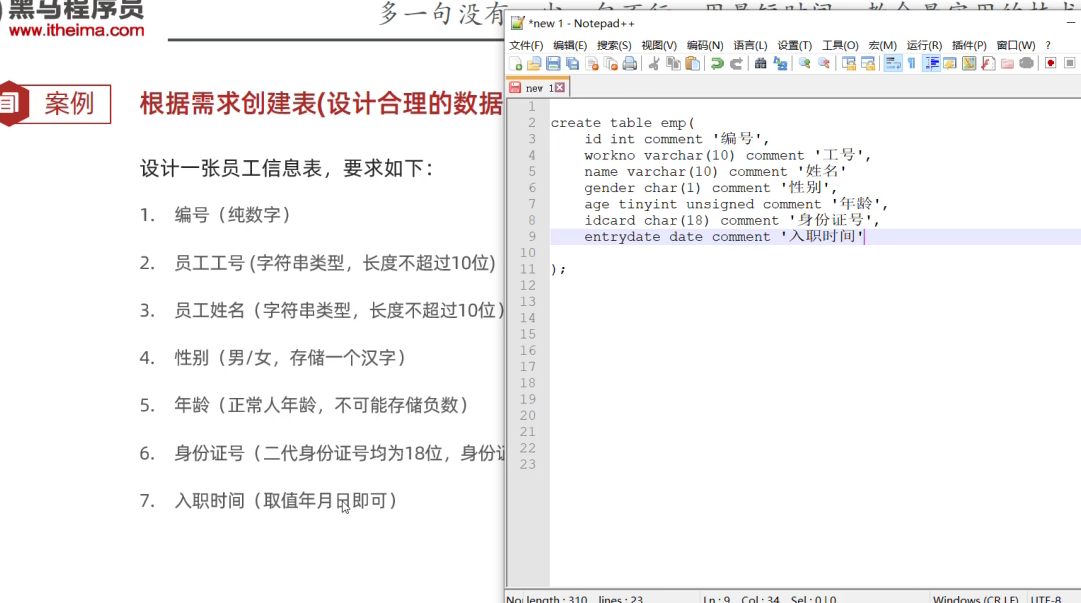 黑马程序员
www.itheima.com
多一句没有
案例
根据需求创建表(设计合理的数据
设计一张员工信息表，要求如下：
1. 编号（纯数字）
2. 员工工号 (字符串类型，长度不超过10位)
3. 员工姓名（字符串类型，长度不超过10位）
4. 性别（男/女，存储一个汉字）
5. 年龄（正常人年龄，不可能存储负数）
6. 身份证号（二代身份证号均为18位，身份证
7. 入职时间（取值年月日即可）
*new 1 - Notepad++
文件(F) 编辑(E) 搜索(S) 视图(V) 编码(N) 语言(L) 设置(T) 工具(O) 宏(M) 运行(R) 插件(P) 窗口(W) ?
new 1
1
2 create table emp(
3 id int comment '编号',
4 workno varchar(10) comment '工号',
5 name varchar(10) comment '姓名'
6 gender char(1) comment '性别',
7 age tinyint unsigned comment '年龄',
8 idcard char(18) comment '身份证号',
9 entrydate date comment '入职时间'
10
11 );
12
13
14
15
16
17
18
19
20
21
22
23
length : 310 lines : 23 Ln : 9 Col : 34 Sel : 0 | 0 Windows (CR LF) UTF-8